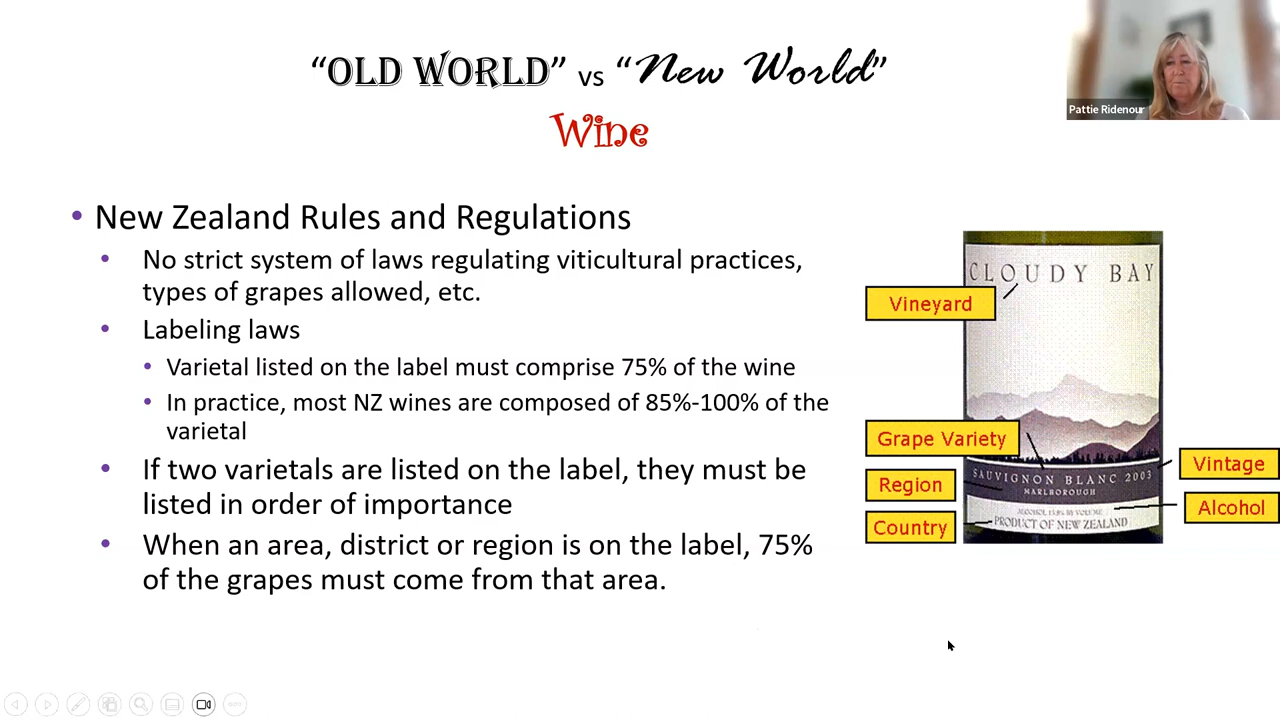 “OLD WORLD” vs “New World”
Wine
Pattie Ridenour
• New Zealand Rules and Regulations
• No strict system of laws regulating viticultural practices,
types of grapes allowed, etc.
• Labeling laws
• Varietal listed on the label must comprise 75% of the wine
• In practice, most NZ wines are composed of 85%-100% of the
varietal
• If two varietals are listed on the label, they must be
listed in order of importance
• When an area, district or region is on the label, 75%
of the grapes must come from that area.
CLOUDY BAY
Vineyard
Grape Variety
Vintage
SAUVIGNON BLANC 2003
Region
MARLBOROUGH
Alcohol
ALCOHOL 13.5% BY VOLUME
Country
PRODUCT OF NEW ZEALAND